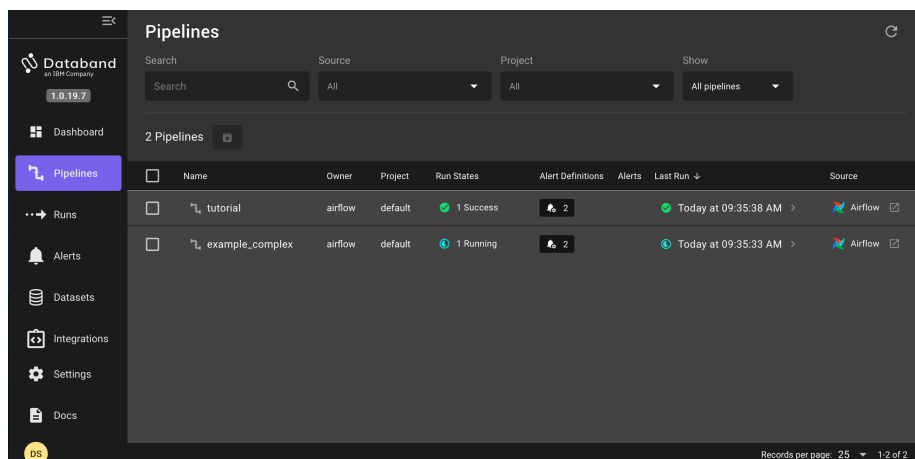 Pipelines
Search Source Project Show
Search All All All pipelines
Databand
an IBM Company
1.0.19.7
Dashboard
Pipelines
Runs
Alerts
Datasets
Integrations
Settings
Docs
DS
2 Pipelines
Name Owner Project Run States Alert Definitions Alerts Last Run ↓ Source
tutorial airflow default 1 Success 2 Today at 09:35:38 AM > Airflow
example_complex airflow default 1 Running 2 Today at 09:35:33 AM > Airflow
Records per page: 25 1-2 of 2